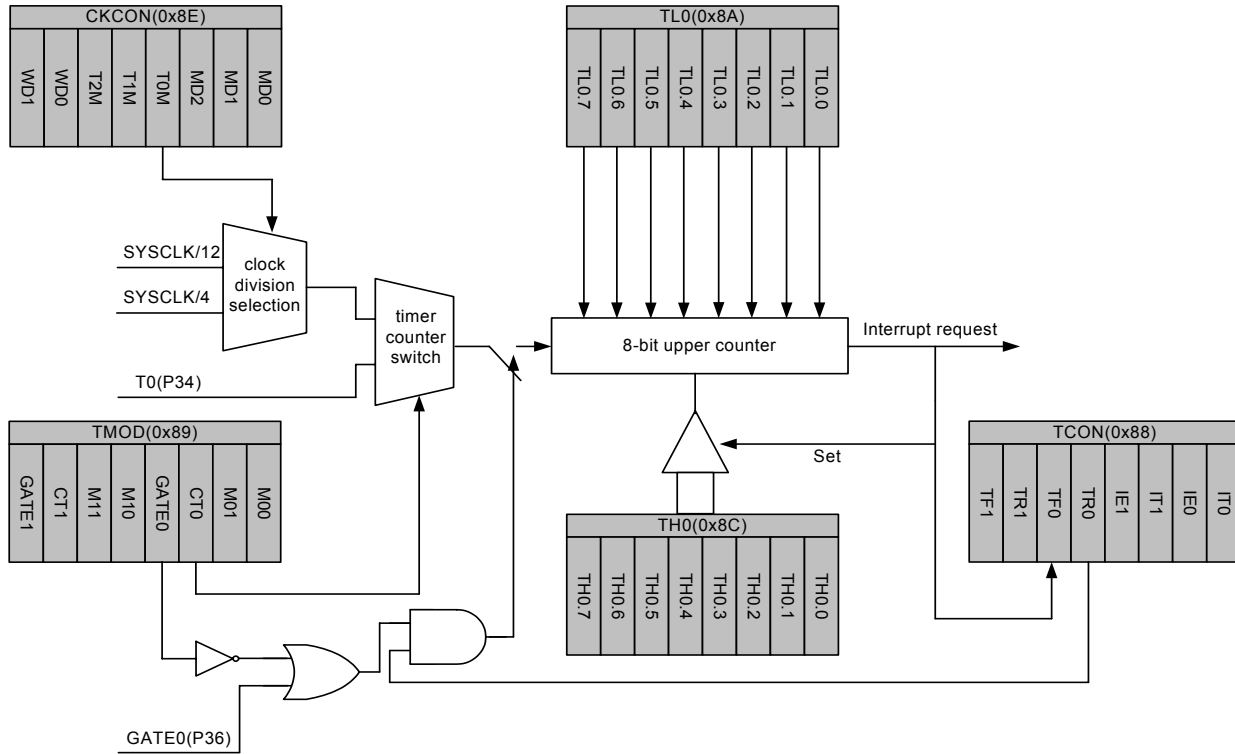 CKCON(0x8E)
WD1
WD0
T2M
T1M
T0M
MD2
MD1
MD0
TL0(0x8A)
TL0.7
TL0.6
TL0.5
TL0.4
TL0.3
TL0.2
TL0.1
TL0.0
SYSCLK/12
SYSCLK/4
clock
division
selection
timer
counter
switch
T0(P34)
8-bit upper counter
Interrupt request
Set
TMOD(0x89)
GATE1
CT1
M11
M10
GATE0
CT0
M01
M00
TH0(0x8C)
TH0.7
TH0.6
TH0.5
TH0.4
TH0.3
TH0.2
TH0.1
TH0.0
TCON(0x88)
TF1
TR1
TF0
TR0
IE1
IT1
IE0
IT0
GATE0(P36)